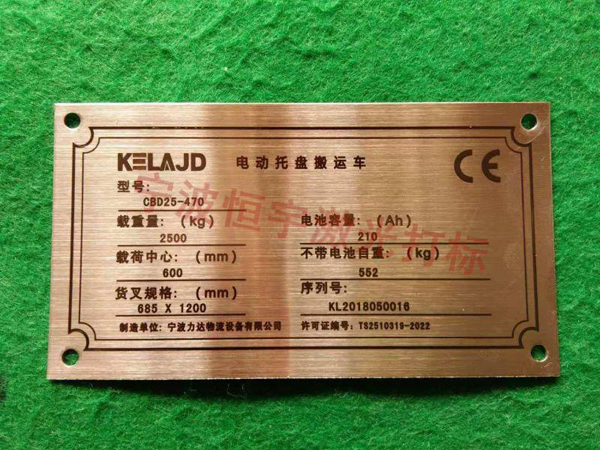 KELAJD 电动托盘搬运车 CE
型号:
CBD25-470
载重量: (kg) 电池容量: (Ah)
2500 210
载荷中心: (mm) 不带电池自重: (kg)
600 552
货叉规格: (mm) 序列号:
685 X 1200 KL2018050016
制造单位: 宁波力达物流设备有限公司 许可证编号: TS2510319-2022
宁波恒宇激光打标